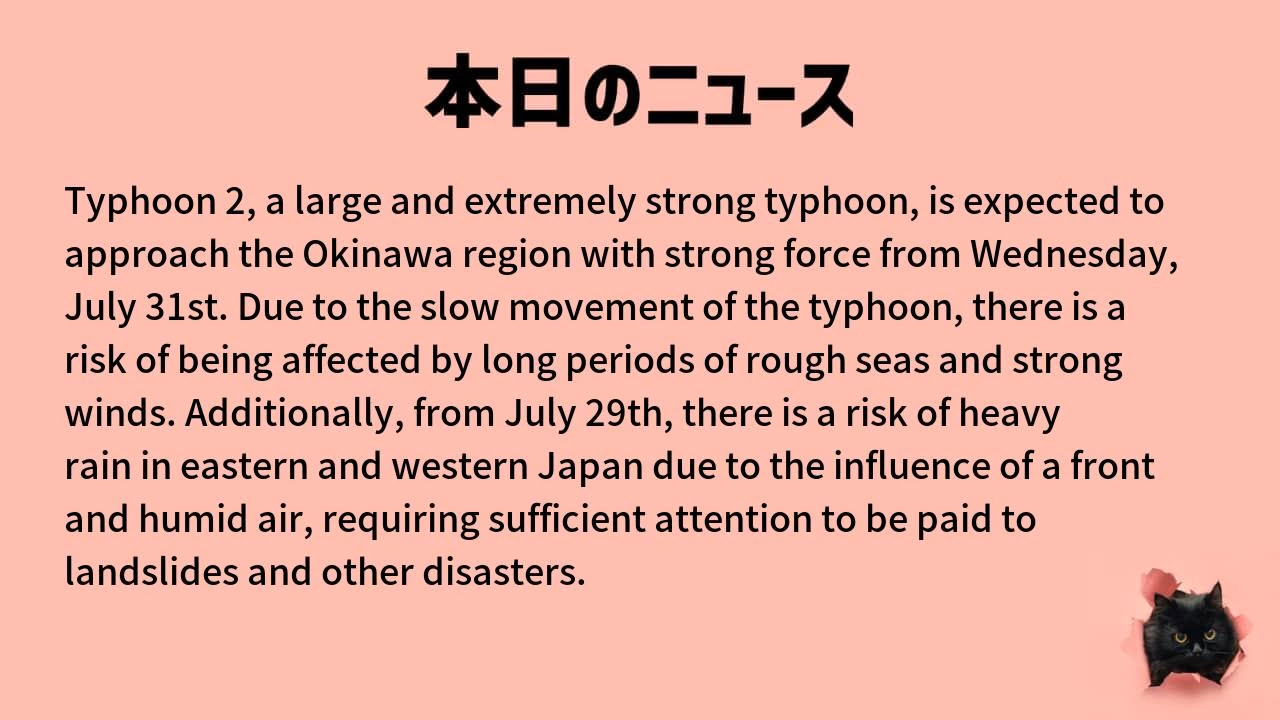 本日のニュース
Typhoon 2, a large and extremely strong typhoon, is expected to
approach the Okinawa region with strong force from Wednesday,
July 31st. Due to the slow movement of the typhoon, there is a
risk of being affected by long periods of rough seas and strong
winds. Additionally, from July 29th, there is a risk of heavy
rain in eastern and western Japan due to the influence of a front
and humid air, requiring sufficient attention to be paid to
landslides and other disasters.